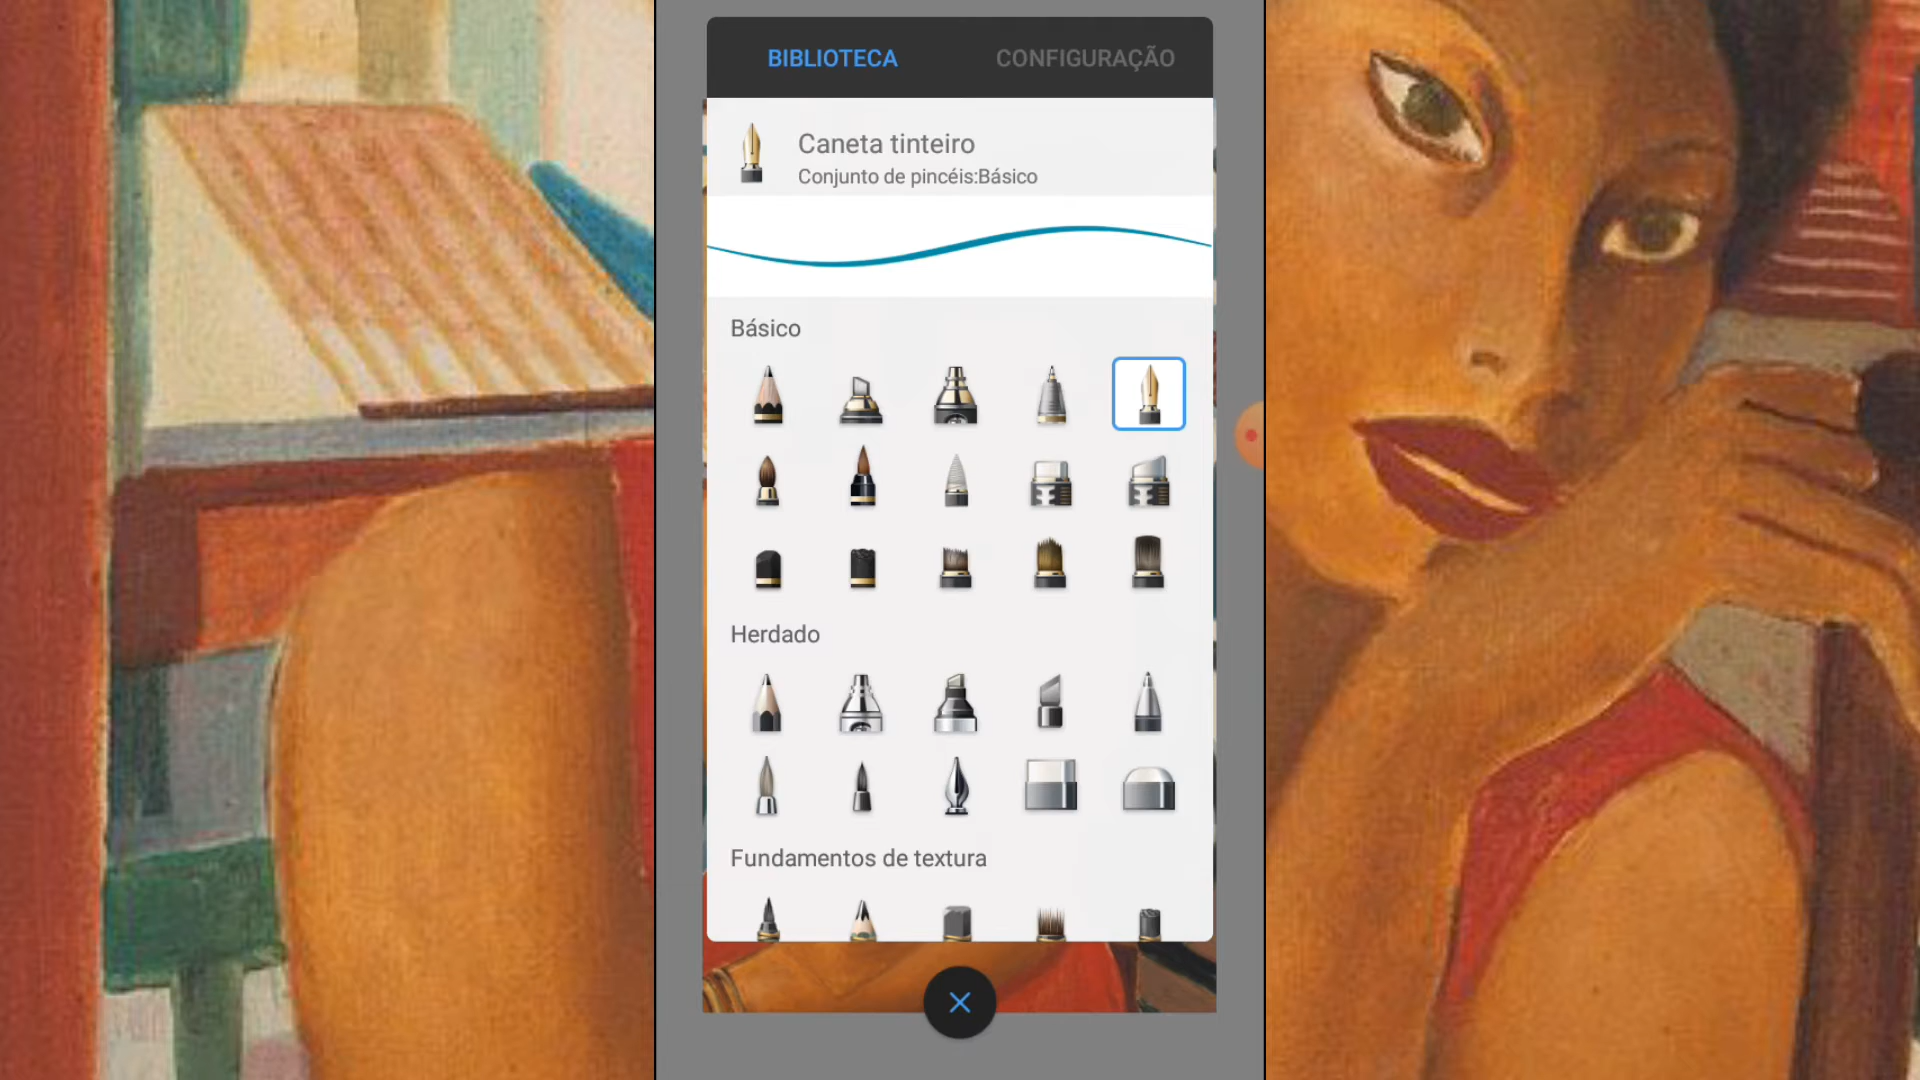 BIBLIOTECA
CONFIGURAÇÃO
Caneta tinteiro
Conjunto de pincéis:Básico
Básico
Herdado
Fundamentos de textura